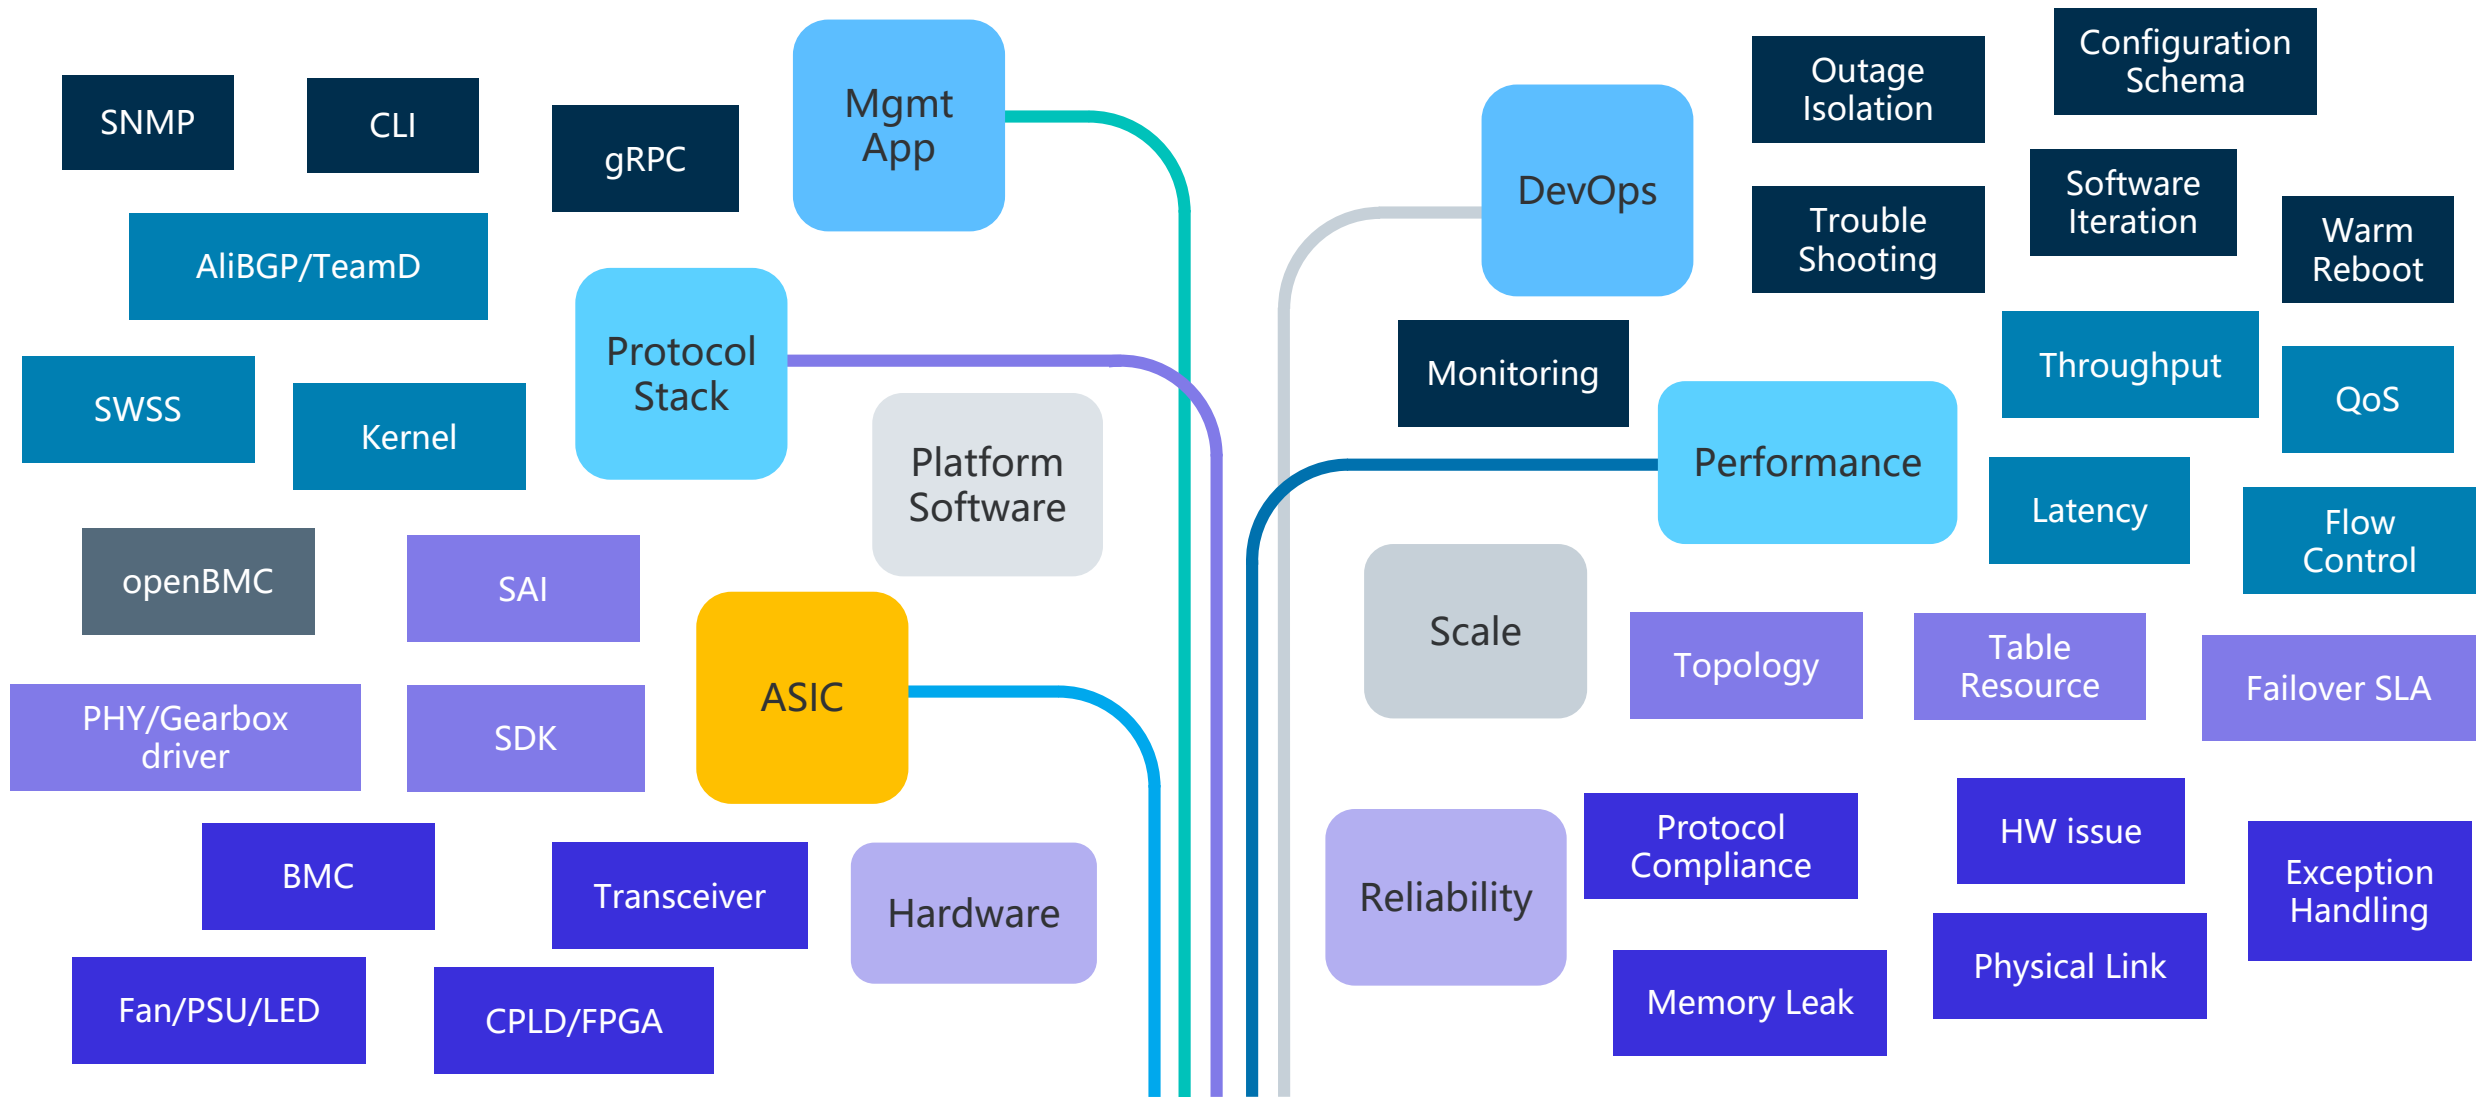 SNMP
CLI
gRPC
Mgmt
App
AliBGP/TeamD
Protocol
Stack
SWSS
Kernel
Platform
Software
openBMC
SAI
ASIC
PHY/Gearbox
driver
SDK
BMC
Transceiver
Hardware
Fan/PSU/LED
CPLD/FPGA
DevOps
Outage
Isolation
Configuration
Schema
Trouble
Shooting
Software
Iteration
Warm
Reboot
Monitoring
Performance
Throughput
QoS
Latency
Flow
Control
Scale
Topology
Table
Resource
Failover SLA
Reliability
Protocol
Compliance
HW issue
Exception
Handling
Memory Leak
Physical Link